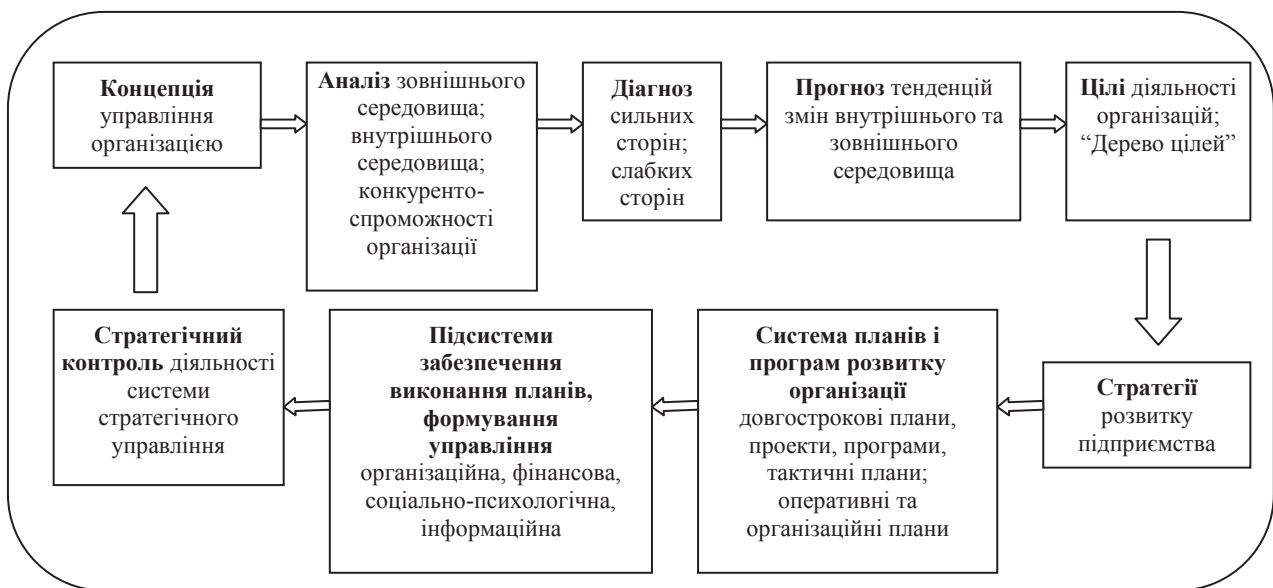 Концепція
управління
організацією
Аналіз зовнішнього
середовища;
внутрішнього
середовища;
конкуренто-
спроможності
організації
Діагноз
сильних
сторін;
слабких
сторін
Прогноз тенденцій
змін внутрішнього та
зовнішнього
середовища
Цілі діяльності
організацій;
“Дерево цілей”
Стратегії
розвитку
підприємства
Система планів і
програм розвитку
організації
довгострокові плани,
проекти, програми,
тактичні плани;
оперативні та
організаційні плани
Підсистеми
забезпечення
виконання планів,
формування
управління
організаційна, фінансова,
соціально-психологічна,
інформаційна
Стратегічний
контроль діяльності
системи
стратегічного
управління